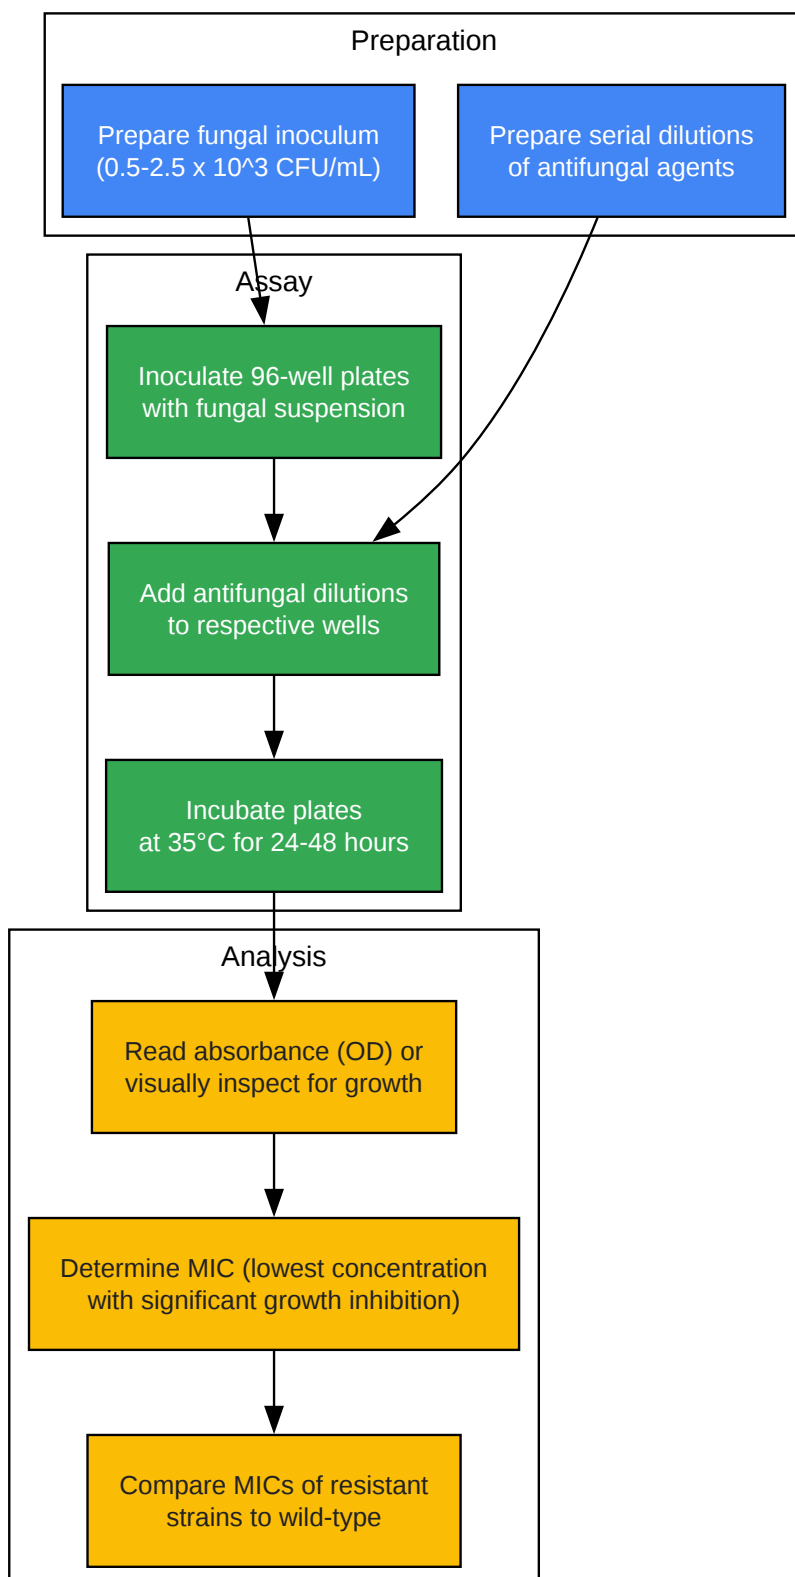 Preparation
Prepare fungal inoculum
(0.5-2.5 x 10^3 CFU/mL)
Prepare serial dilutions
of antifungal agents
Assay
Inoculate 96-well plates
with fungal suspension
Add antifungal dilutions
to respective wells
Incubate plates
at 35°C for 24-48 hours
Analysis
Read absorbance (OD) or
visually inspect for growth
Determine MIC (lowest concentration
with significant growth inhibition)
Compare MICs of resistant
strains to wild-type